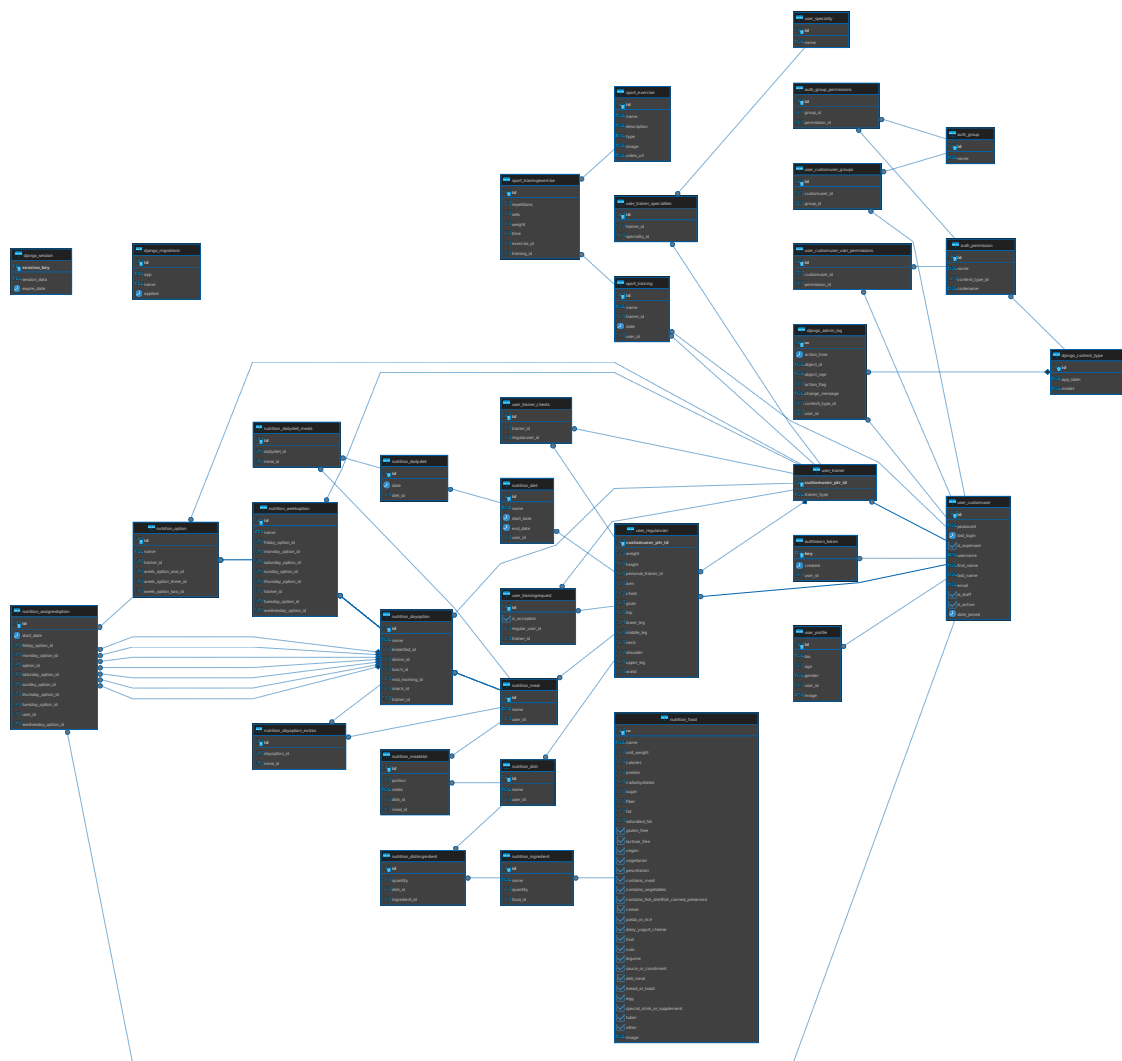 user_specialty
id
name
auth_group_permissions
id
group_id
permission_id
sport_exercise
id
name
description
type
image
video_url
auth_group
id
name
user_customuser_groups
id
customuser_id
group_id
sport_trainingexercise
id
repetitions
sets
weight
time
exercise_id
training_id
user_trainer_specialties
id
trainer_id
specialty_id
auth_permission
id
name
content_type_id
codename
user_customuser_user_permissions
id
customuser_id
permission_id
django_session
session_key
session_data
expire_date
django_migrations
id
app
name
applied
sport_training
id
name
trainer_id
date
user_id
django_admin_log
action_time
object_id
object_repr
action_flag
change_message
content_type_id
user_id
django_content_type
id
app_label
model
user_trainer_clients
id
trainer_id
regularuser_id
nutrition_dailydiet_meals
id
dailydiet_id
meal_id
nutrition_dailydiet
id
date
diet_id
user_trainer
customuser_ptr_id
trainer_type
nutrition_diet
id
name
start_date
end_date
user_id
user_customuser
id
password
last_login
is_superuser
username
first_name
last_name
email
is_staff
is_active
date_joined
nutrition_weekoption
id
name
friday_option_id
monday_option_id
saturday_option_id
sunday_option_id
thursday_option_id
trainer_id
tuesday_option_id
wednesday_option_id
nutrition_option
id
name
trainer_id
week_option_one_id
week_option_three_id
week_option_two_id
user_regularuser
customuser_ptr_id
weight
height
personal_trainer_id
arm
chest
glute
hip
lower_leg
middle_leg
neck
shoulder
upper_leg
waist
authtoken_token
key
created
user_id
user_trainingrequest
id
is_accepted
regular_user_id
trainer_id
nutrition_assignedoption
id
start_date
friday_option_id
monday_option_id
option_id
saturday_option_id
sunday_option_id
thursday_option_id
tuesday_option_id
user_id
wednesday_option_id
nutrition_dayoption
id
name
breakfast_id
dinner_id
lunch_id
mid_morning_id
snack_id
trainer_id
user_profile
id
bio
age
gender
user_id
image
nutrition_meal
id
name
user_id
nutrition_dayoption_extras
id
dayoption_id
meal_id
nutrition_mealdish
id
portion
notes
dish_id
meal_id
nutrition_dish
id
name
user_id
nutrition_food
name
unit_weight
calories
protein
carbohydrates
sugar
fiber
fat
saturated_fat
gluten_free
lactose_free
vegan
vegetarian
pescetarian
contains_meat
contains_vegetables
contains_fish_shellfish_canned_preserved
cereal
pasta_or_rice
dairy_yogurt_cheese
fruit
nuts
legume
sauce_or_condiment
deli_meat
bread_or_toast
egg
special_drink_or_supplement
tuber
other
image
nutrition_dishingredient
id
quantity
dish_id
ingredient_id
nutrition_ingredient
id
name
quantity
food_id